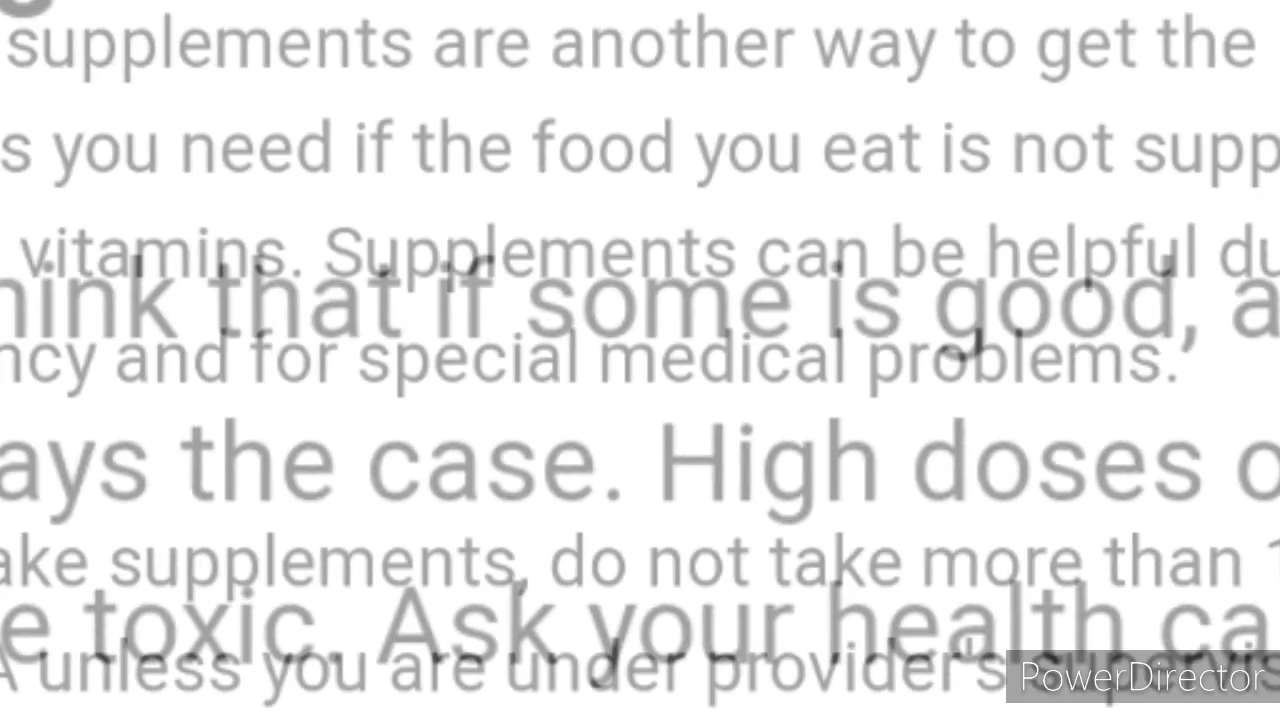 supplements are another way to get the
s you need if the food you eat is not supp
vitamins. Supplements can be helpful du
hink that if some is good, a
ncy and for special medical problems.
ays the case. High doses o
ake supplements, do not take more than 1
e toxic. Ask your health ca
A unless you are under provider's supervis
PowerDirector